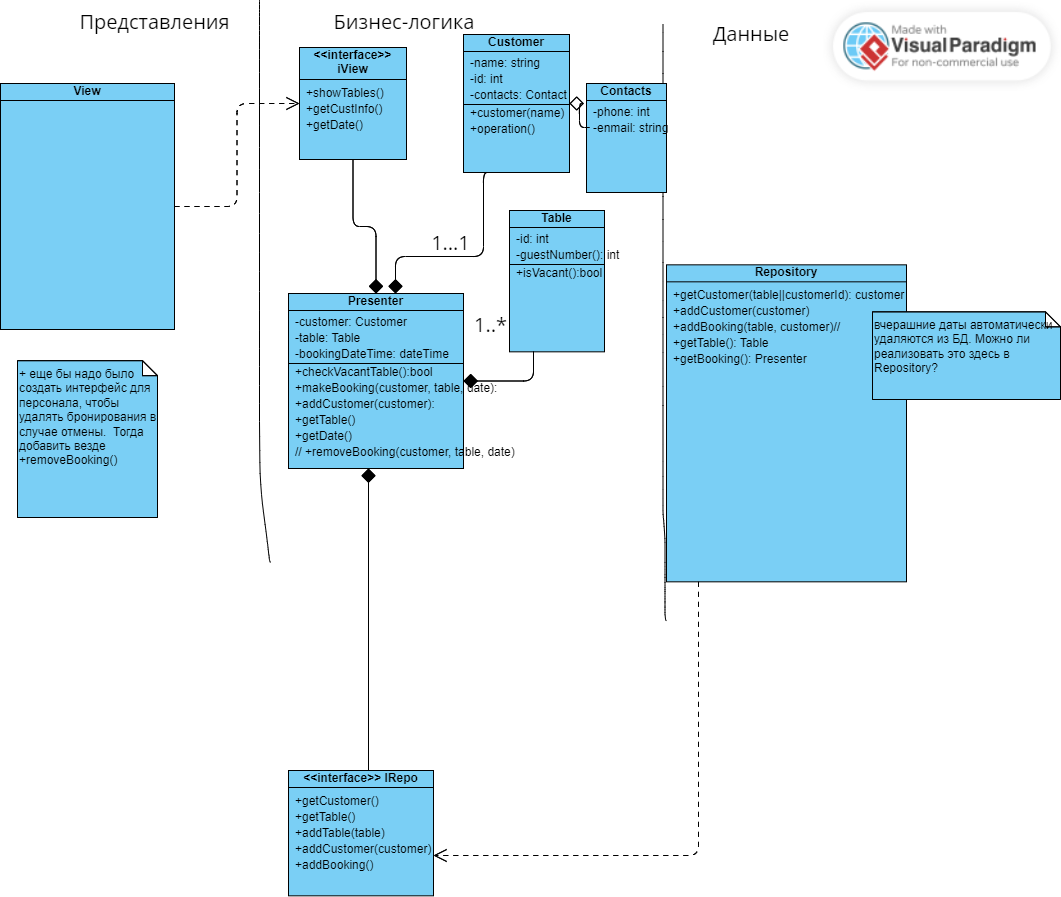 Представления
Бизнес-логика
Данные
Made with
VisualParadigm
For non-commercial use
View
<<interface>>
iView
+showTables()
+getCustInfo()
+getDate()
Customer
-name: string
-id: int
-contacts: Contact
+customer(name)
+operation()
Contacts
-phone: int
-enmail: string
1...1
Table
-id: int
-guestNumber(): int
+isVacant():bool
1..*
Presenter
-customer: Customer
-table: Table
-bookingDateTime: dateTime
+checkVacantTable():bool
+makeBooking(customer, table, date):
+addCustomer(customer):
+getTable()
+getDate()
// +removeBooking(customer, table, date)
Repository
+getCustomer(table||customerId): customer
+addCustomer(customer)
+addBooking(table, customer)//
+getTable(): Table
+getBooking(): Presenter
вчерашние даты автоматически
удаляются из БД. Можно ли
реализовать это здесь в
Repository?
+ еще бы надо было
создать интерфейс для
персонала, чтобы
удалять бронирования в
случае отмены. Тогда
добавить везде
+removeBooking()
<<interface>> IRepo
+getCustomer()
+getTable()
+addTable(table)
+addCustomer(customer)
+addBooking()